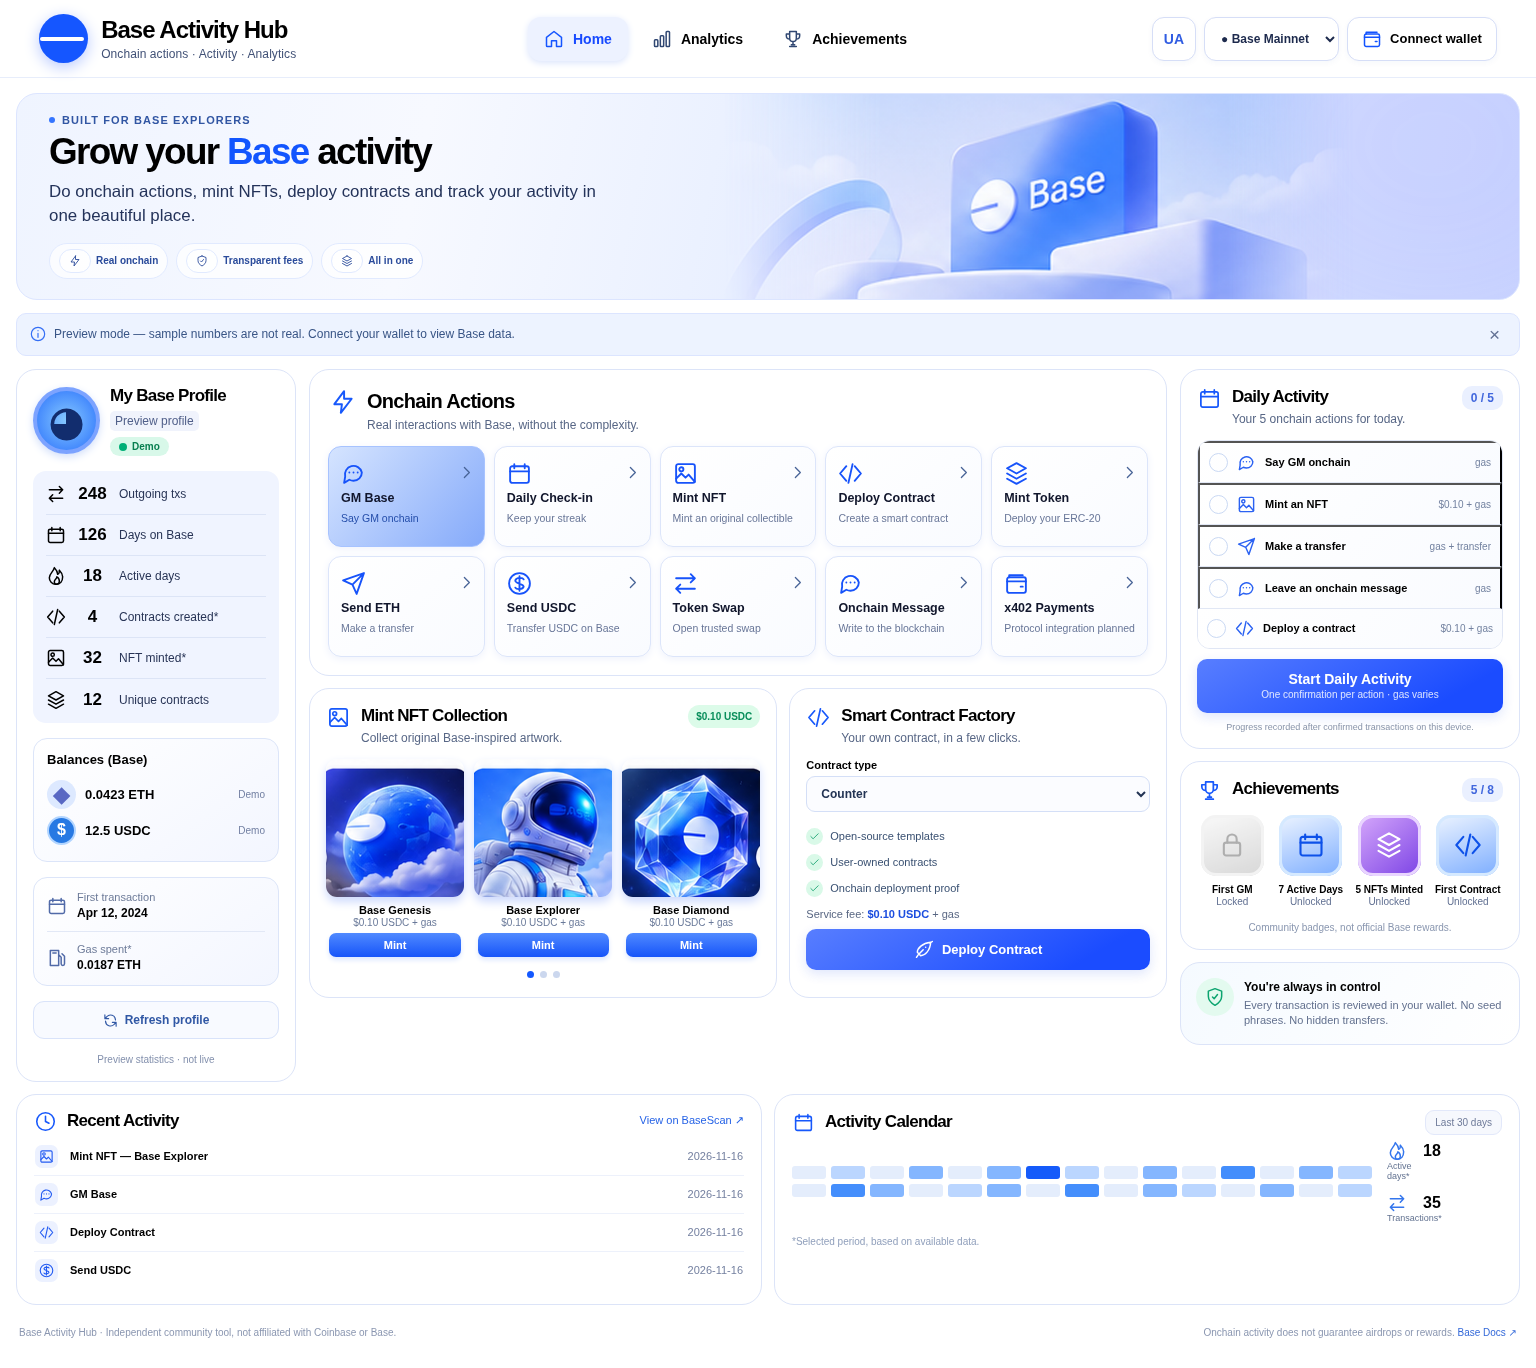 Base Activity Hub
Onchain actions · Activity · Analytics
Home
Analytics
Achievements
UA
● Base Mainnet
Connect wallet
BUILT FOR BASE EXPLORERS
Grow your Base activity
Do onchain actions, mint NFTs, deploy contracts and track your activity in
one beautiful place.
Real onchain
Transparent fees
All in one
Base
Preview mode — sample numbers are not real. Connect your wallet to view Base data.
My Base Profile
Preview profile
Demo
248 Outgoing txs
126 Days on Base
18 Active days
4 Contracts created*
32 NFT minted*
12 Unique contracts
Balances (Base)
0.0423 ETH Demo
$ 12.5 USDC Demo
First transaction
Apr 12, 2024
Gas spent*
0.0187 ETH
Refresh profile
Preview statistics · not live
Onchain Actions
Real interactions with Base, without the complexity.
GM Base
Say GM onchain
Daily Check-in
Keep your streak
Mint NFT
Mint an original collectible
Deploy Contract
Create a smart contract
Mint Token
Deploy your ERC-20
Send ETH
Make a transfer
Send USDC
Transfer USDC on Base
Token Swap
Open trusted swap
Onchain Message
Write to the blockchain
x402 Payments
Protocol integration planned
Mint NFT Collection
$0.10 USDC
Collect original Base-inspired artwork.
Base Genesis
$0.10 USDC + gas
Mint
Base Explorer
$0.10 USDC + gas
Mint
Base Diamond
$0.10 USDC + gas
Mint
Smart Contract Factory
Your own contract, in a few clicks.
Contract type
Counter
Open-source templates
User-owned contracts
Onchain deployment proof
Service fee: $0.10 USDC + gas
Deploy Contract
Daily Activity
0 / 5
Your 5 onchain actions for today.
Say GM onchain gas
Mint an NFT $0.10 + gas
Make a transfer gas + transfer
Leave an onchain message gas
Deploy a contract $0.10 + gas
Start Daily Activity
One confirmation per action · gas varies
Progress recorded after confirmed transactions on this device.
Achievements
5 / 8
First GM
Locked
7 Active Days
Unlocked
5 NFTs Minted
Unlocked
First Contract
Unlocked
Community badges, not official Base rewards.
You're always in control
Every transaction is reviewed in your wallet. No seed
phrases. No hidden transfers.
Recent Activity
View on BaseScan ↗
Mint NFT — Base Explorer 2026-11-16
GM Base 2026-11-16
Deploy Contract 2026-11-16
Send USDC 2026-11-16
Activity Calendar
Last 30 days
18
Active
days*
35
Transactions*
*Selected period, based on available data.
Base Activity Hub · Independent community tool, not affiliated with Coinbase or Base.
Onchain activity does not guarantee airdrops or rewards. Base Docs ↗